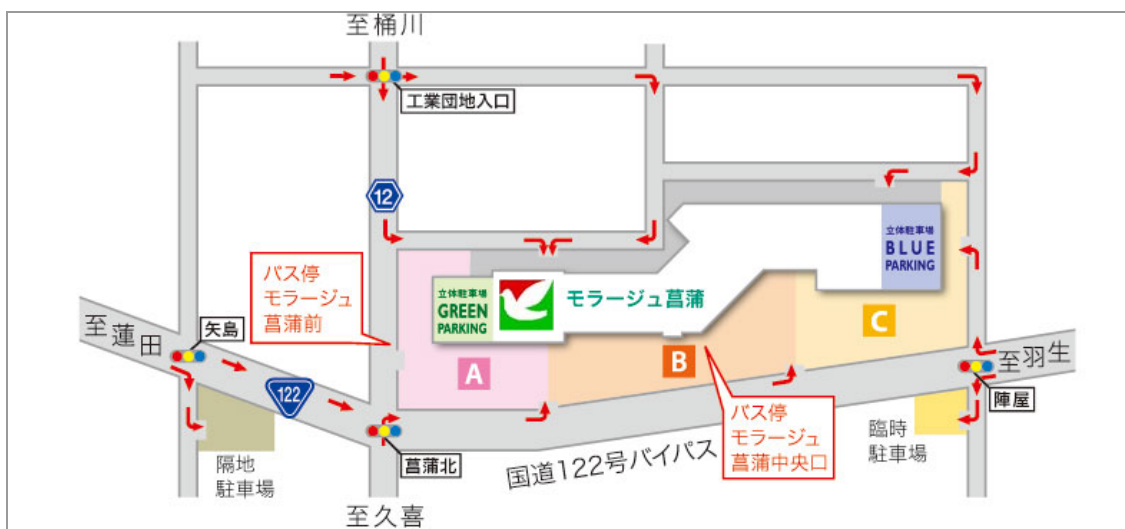 至桶川
工業団地入口
12
バス停
モラージュ
菖蒲前
立体駐車場
GREEN
PARKING
モラージュ菖蒲
立体駐車場
BLUE
PARKING
A
B
C
至蓮田
矢島
122
菖蒲北
隔地
駐車場
国道122号バイパス
バス停
モラージュ
菖蒲中央口
臨時
駐車場
陣屋
至羽生
至久喜